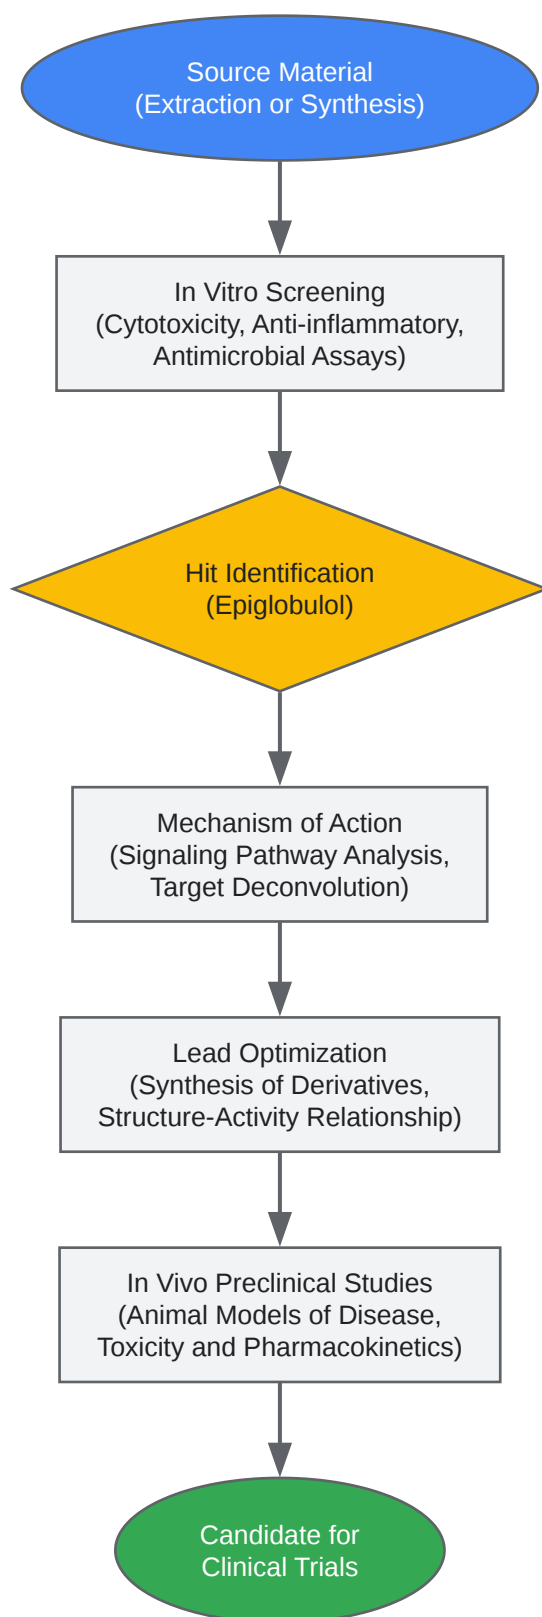 Source Material
(Extraction or Synthesis)
In Vitro Screening
(Cytotoxicity, Anti-inflammatory,
Antimicrobial Assays)
Hit Identification
(Epiglobulol)
Mechanism of Action
(Signaling Pathway Analysis,
Target Deconvolution)
Lead Optimization
(Synthesis of Derivatives,
Structure-Activity Relationship)
In Vivo Preclinical Studies
(Animal Models of Disease,
Toxicity and Pharmacokinetics)
Candidate for
Clinical Trials